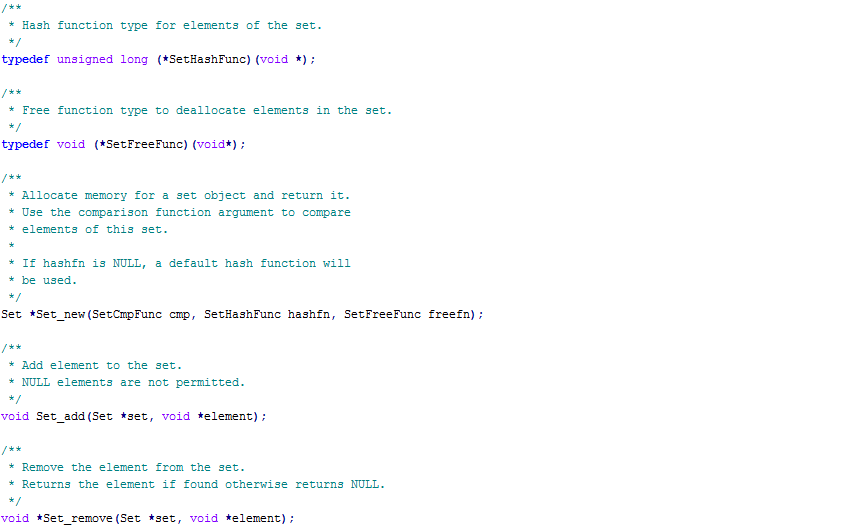 /**
 * Hash function type for elements of the set.
 */
typedef unsigned long (*SetHashFunc)(void *);
/**
 * Free function type to deallocate elements in the set.
 */
typedef void (*SetFreeFunc)(void*);
/**
 * Allocate memory for a set object and return it.
 * Use the comparison function argument to compare
 * elements of this set.
 *
 * If hashfn is NULL, a default hash function will
 * be used.
 */
Set *Set_new(SetCmpFunc cmp, SetHashFunc hashfn, SetFreeFunc freefn);
/**
 * Add element to the set.
 * NULL elements are not permitted.
 */
void Set_add(Set *set, void *element);
/**
 * Remove the element from the set.
 * Returns the element if found otherwise returns NULL.
 */
void *Set_remove(Set *set, void *element);